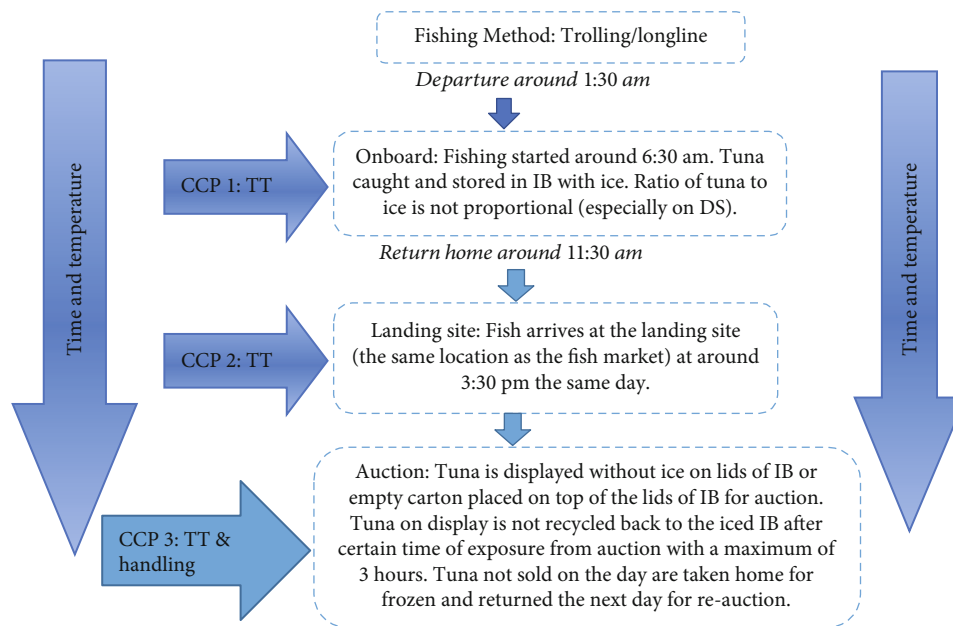 Fishing Method: Trolling/longline
Departure around 1:30 am
Time and temperature
CCP 1: TT
Onboard: Fishing started around 6:30 am. Tuna
caught and stored in IB with ice. Ratio of tuna to
ice is not proportional (especially on DS).
Time and temperature
Return home around 11:30 am
CCP 2: TT
Landing site: Fish arrives at the landing site
(the same location as the fish market) at around
3:30 pm the same day.
CCP 3: TT &
handling
Auction: Tuna is displayed without ice on lids of IB or
empty carton placed on top of the lids of IB for auction.
Tuna on display is not recycled back to the iced IB after
certain time of exposure from auction with a maximum of
3 hours. Tuna not sold on the day are taken home for
frozen and returned the next day for re-auction.